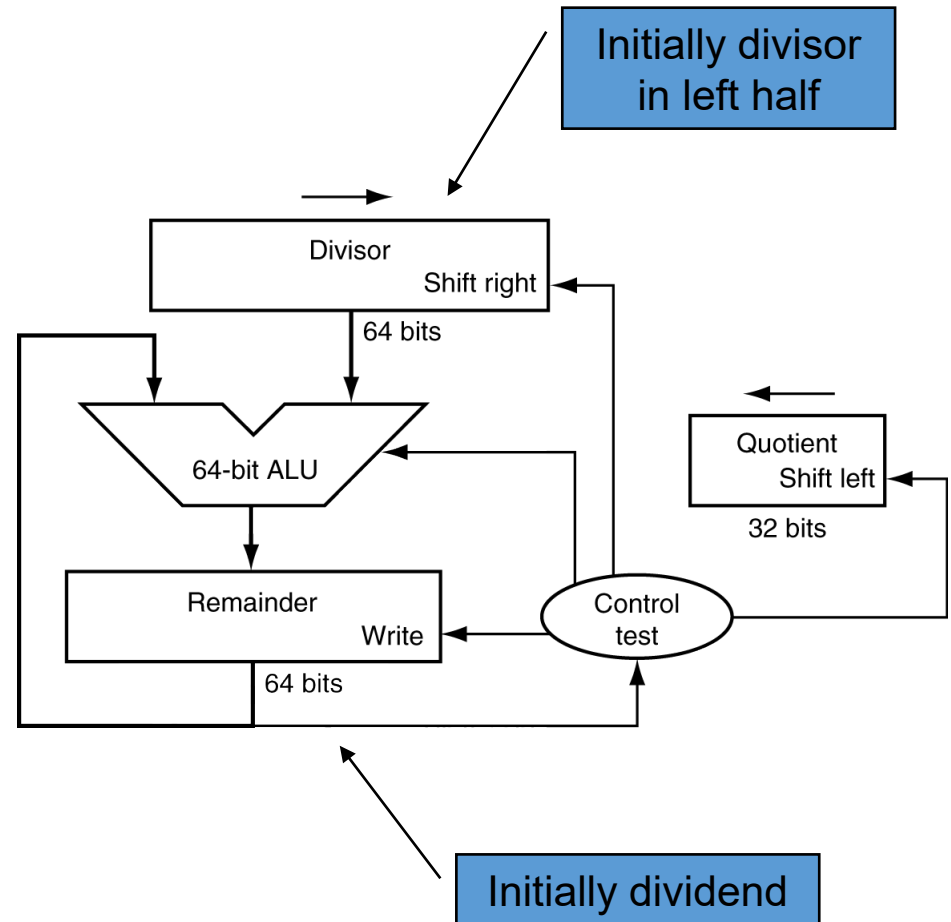 Initially divisor
in left half
Divisor
Shift right
64 bits
64-bit ALU
Quotient
Shift left
32 bits
Remainder
Write
Control
test
64 bits
Initially dividend